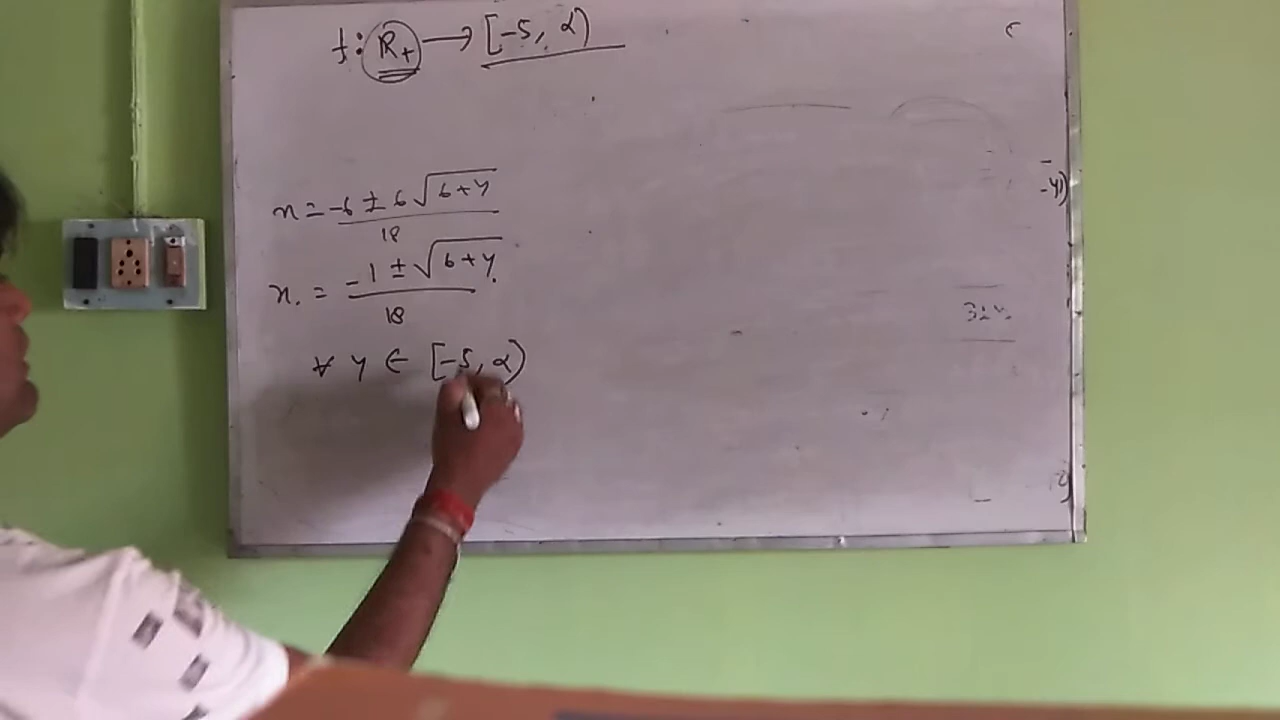 f: R+ → [-5, α)
x = -6 ± 6√6+y
18
x. = -1 ± √6+y.
18
∀ y ∈ [-5, α)